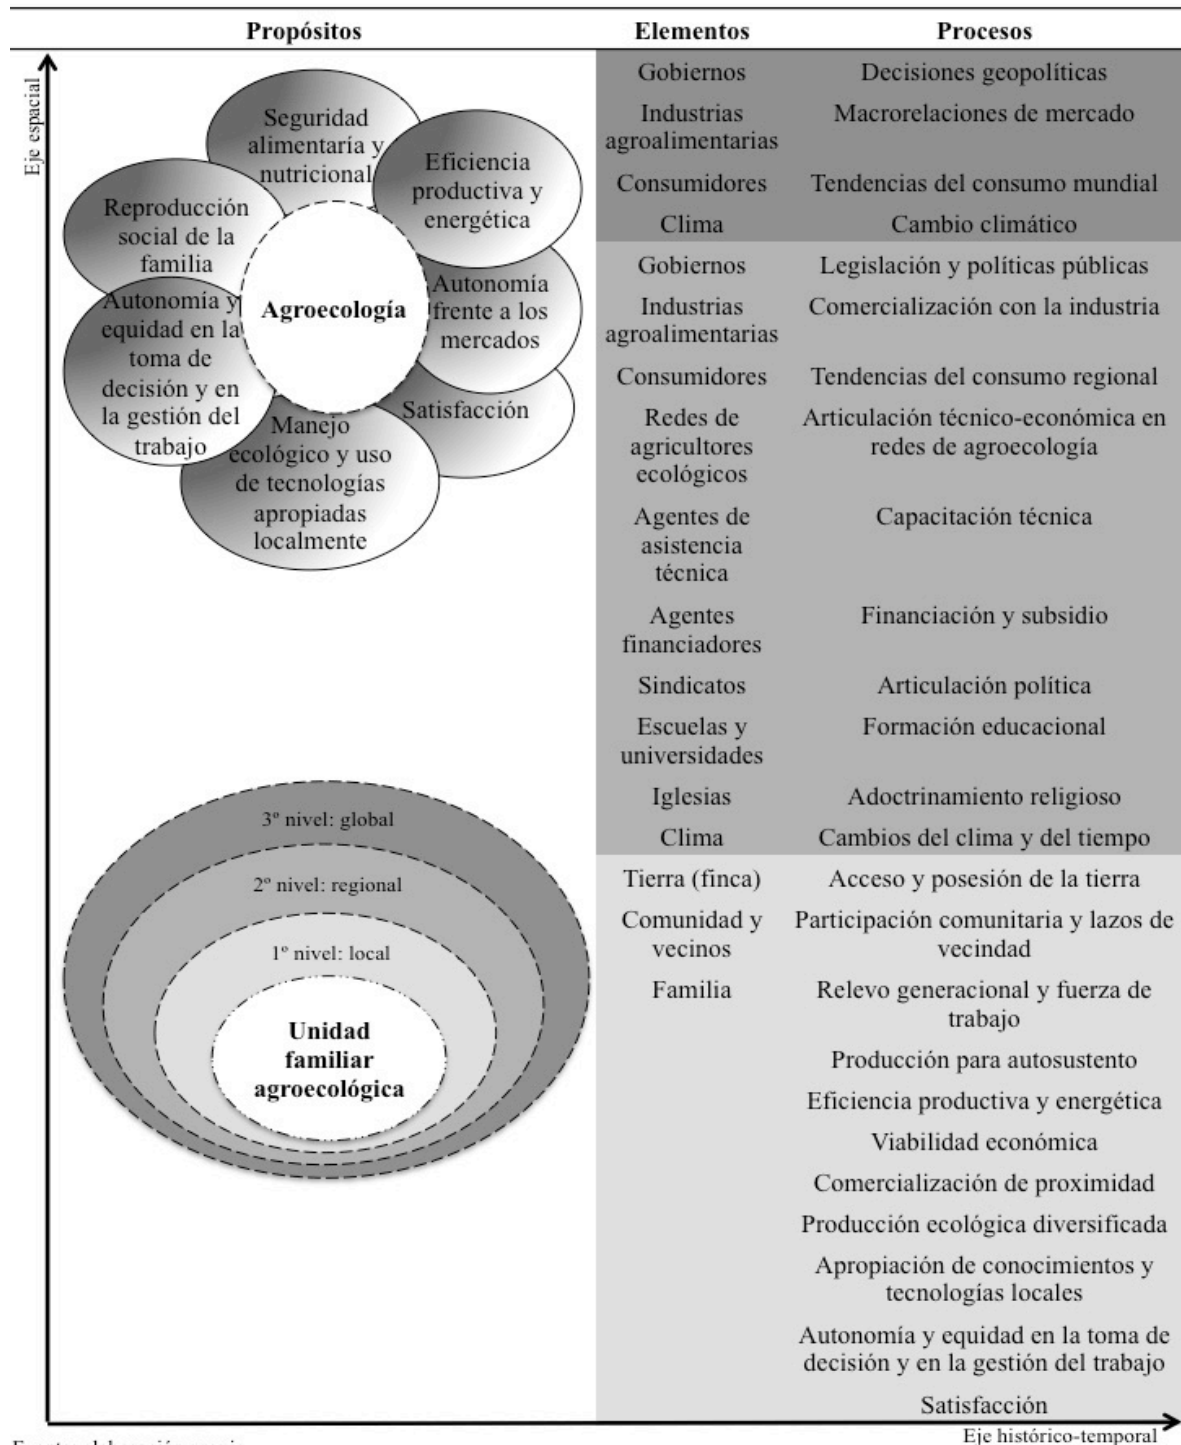 Propósitos
Elementos
Procesos
Eje espacial
Seguridad
alimentaría y
nutricional
Eficiencia
productiva y
energética
Reproducción
social de la
familia
Agroecología
Autonomía
frente a los
mercados
Autonomía y
equidad en la
toma de
decisión y en
la gestión del
trabajo
Satisfacción
Manejo
ecológico y uso
de tecnologías
apropiadas
localmente
3º nivel: global
2º nivel: regional
1º nivel: local
Unidad
familiar
agroecológica
Gobiernos
Decisiones geopolíticas
Industrias
agroalimentarias
Macrorelaciones de mercado
Consumidores
Tendencias del consumo mundial
Clima
Cambio climático
Gobiernos
Legislación y políticas públicas
Industrias
agroalimentarias
Comercialización con la industria
Consumidores
Tendencias del consumo regional
Redes de
agricultores
ecológicos
Articulación técnico-económica en
redes de agroecología
Agentes de
asistencia
técnica
Capacitación técnica
Agentes
financiadores
Financiación y subsidio
Sindicatos
Articulación política
Escuelas y
universidades
Formación educacional
Iglesias
Adoctrinamiento religioso
Clima
Cambios del clima y del tiempo
Tierra (finca)
Acceso y posesión de la tierra
Comunidad y
vecinos
Participación comunitaria y lazos de
vecindad
Familia
Relevo generacional y fuerza de
trabajo
Producción para autosustento
Eficiencia productiva y energética
Viabilidad económica
Comercialización de proximidad
Producción ecológica diversificada
Apropiación de conocimientos y
tecnologías locales
Autonomía y equidad en la toma de
decisión y en la gestión del trabajo
Satisfacción
Eje histórico-temporal